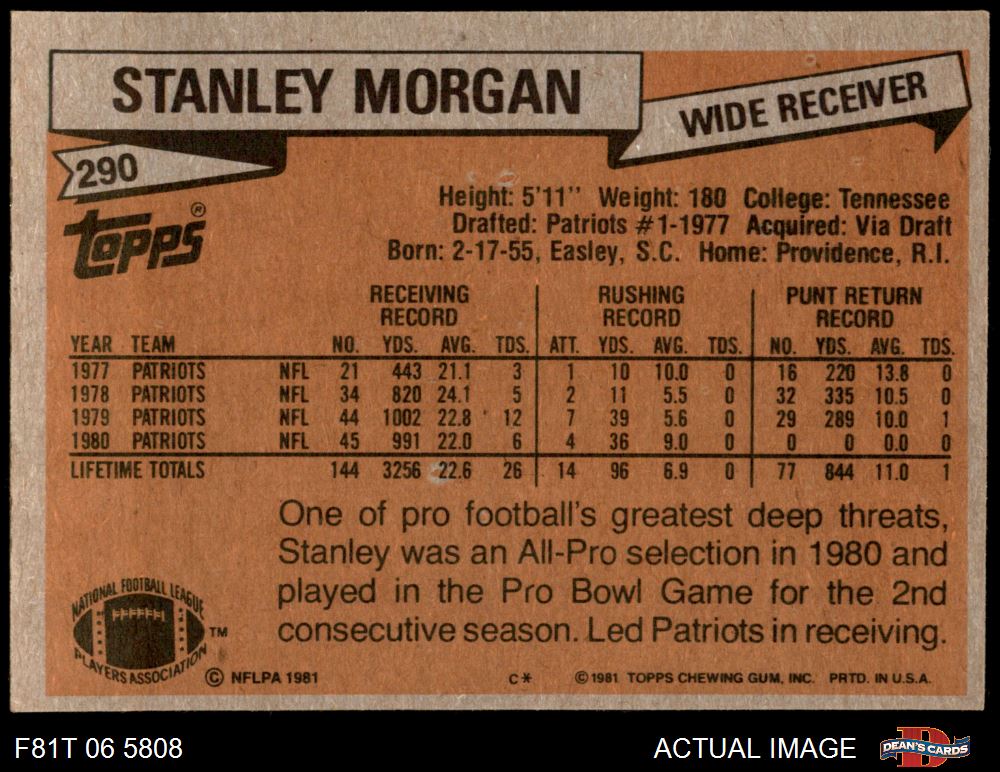 STANLEY MORGAN
WIDE RECEIVER
290
topps®
Height: 5'11'' Weight: 180 College: Tennessee
Drafted: Patriots #1-1977 Acquired: Via Draft
Born: 2-17-55, Easley, S.C. Home: Providence, R.I.
RECEIVING RECORD RUSHING RECORD PUNT RETURN RECORD
YEAR TEAM NO. YDS. AVG. TDS. ATT. YDS. AVG. TDS. NO. YDS. AVG. TDS.
1977 PATRIOTS NFL 21 443 21.1 3 1 10 10.0 0 16 220 13.8 0
1978 PATRIOTS NFL 34 820 24.1 5 2 11 5.5 0 32 335 10.5 0
1979 PATRIOTS NFL 44 1002 22.8 12 7 39 5.6 0 29 289 10.0 1
1980 PATRIOTS NFL 45 991 22.0 6 4 36 9.0 0 0 0 0.0 0
LIFETIME TOTALS 144 3256 22.6 26 14 96 6.9 0 77 844 11.0 1
One of pro football's greatest deep threats,
Stanley was an All-Pro selection in 1980 and
played in the Pro Bowl Game for the 2nd
consecutive season. Led Patriots in receiving.
NATIONAL FOOTBALL LEAGUE
PLAYERS ASSOCIATION
TM
© NFLPA 1981 C* © 1981 TOPPS CHEWING GUM, INC. PRTD. IN U.S.A.
F81T 06 5808 ACTUAL IMAGE D DEAN'S CARDS